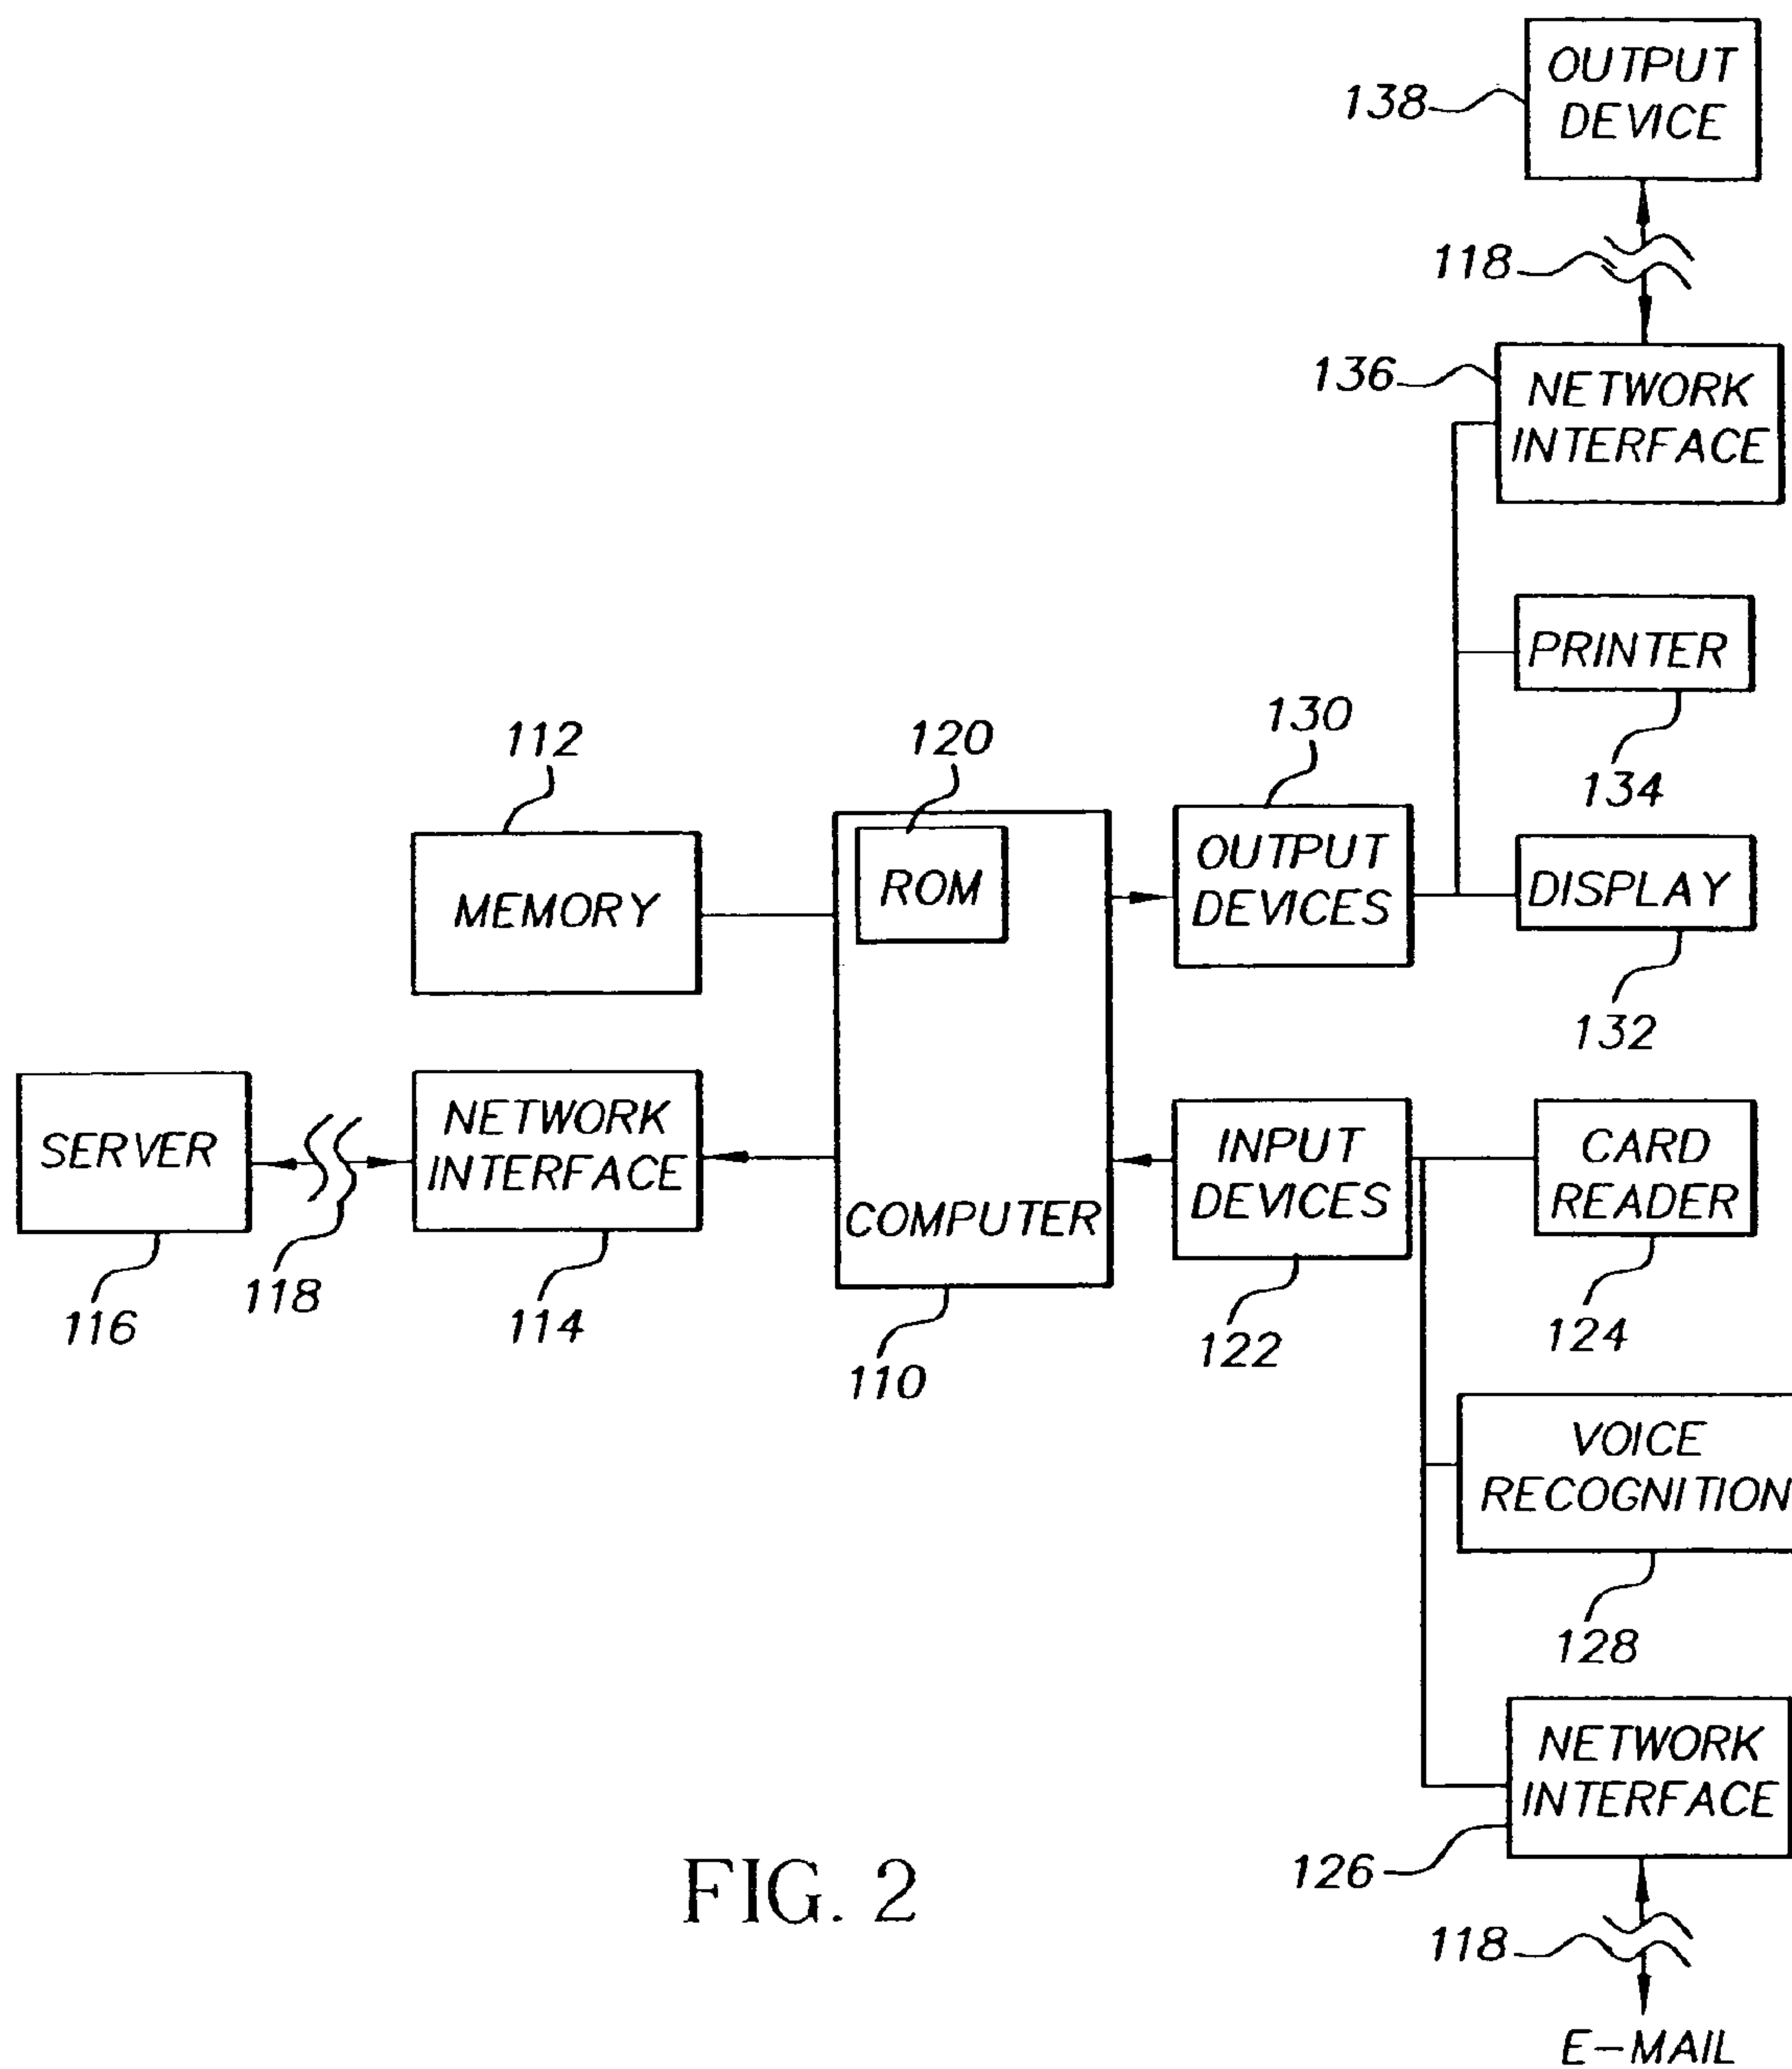 OUTPUT
DEVICE
138
118
136
NETWORK
INTERFACE
PRINTER
134
130
120
112
OUTPUT
DEVICES
ROM
MEMORY
DISPLAY
132
SERVER
116
118
NETWORK
INTERFACE
114
COMPUTER
110
INPUT
DEVICES
122
CARD
READER
124
VOICE
RECOGNITION
128
NETWORK
INTERFACE
126
118
E-MAIL
FIG. 2